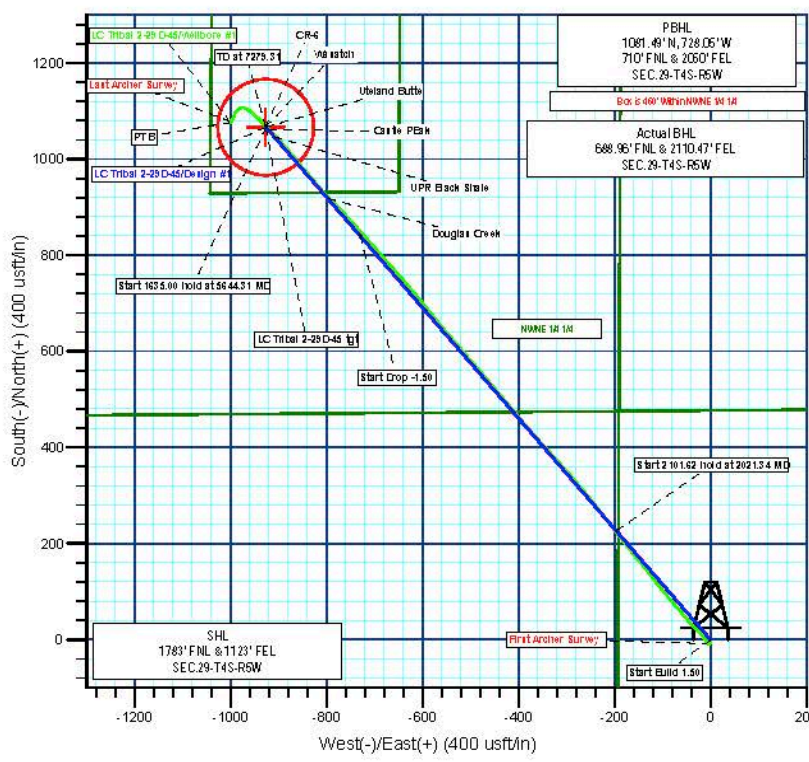 LC Tribal 2-29D-45/Wellbore #1
CR-6
TD at 7279.31
Wasatch
Last Archer Survey
Uteland Butte
PTB
Castle Peak
LC Tribal 2-29D-45/Design #1
UPR Black Shale
Douglas Creek
Start 1635.00 hold at 5644.31 MD
LC Tribal 2-29D-45 tgt
Start Drop -1.50
PBHL
1081.49' N, 728.05' W
710' FNL & 2050' FEL
SEC.29-T4S-R5W
Box is 460' Within NWNE 1/4 1/4
Actual BHL
688.96' FNL & 2110.47' FEL
SEC.29-T4S-R5W
NWNE 1/4 1/4
Start 2101.62 hold at 2021.34 MD
First Archer Survey
Start Build 1.50
SHL
1783' FNL & 1123' FEL
SEC.29-T4S-R5W
South(-)/North(+) (400 usft/in)
1200
1000
800
600
400
200
0
-1200
-1000
-800
-600
-400
-200
0
20
West(-)/East(+) (400 usft/in)